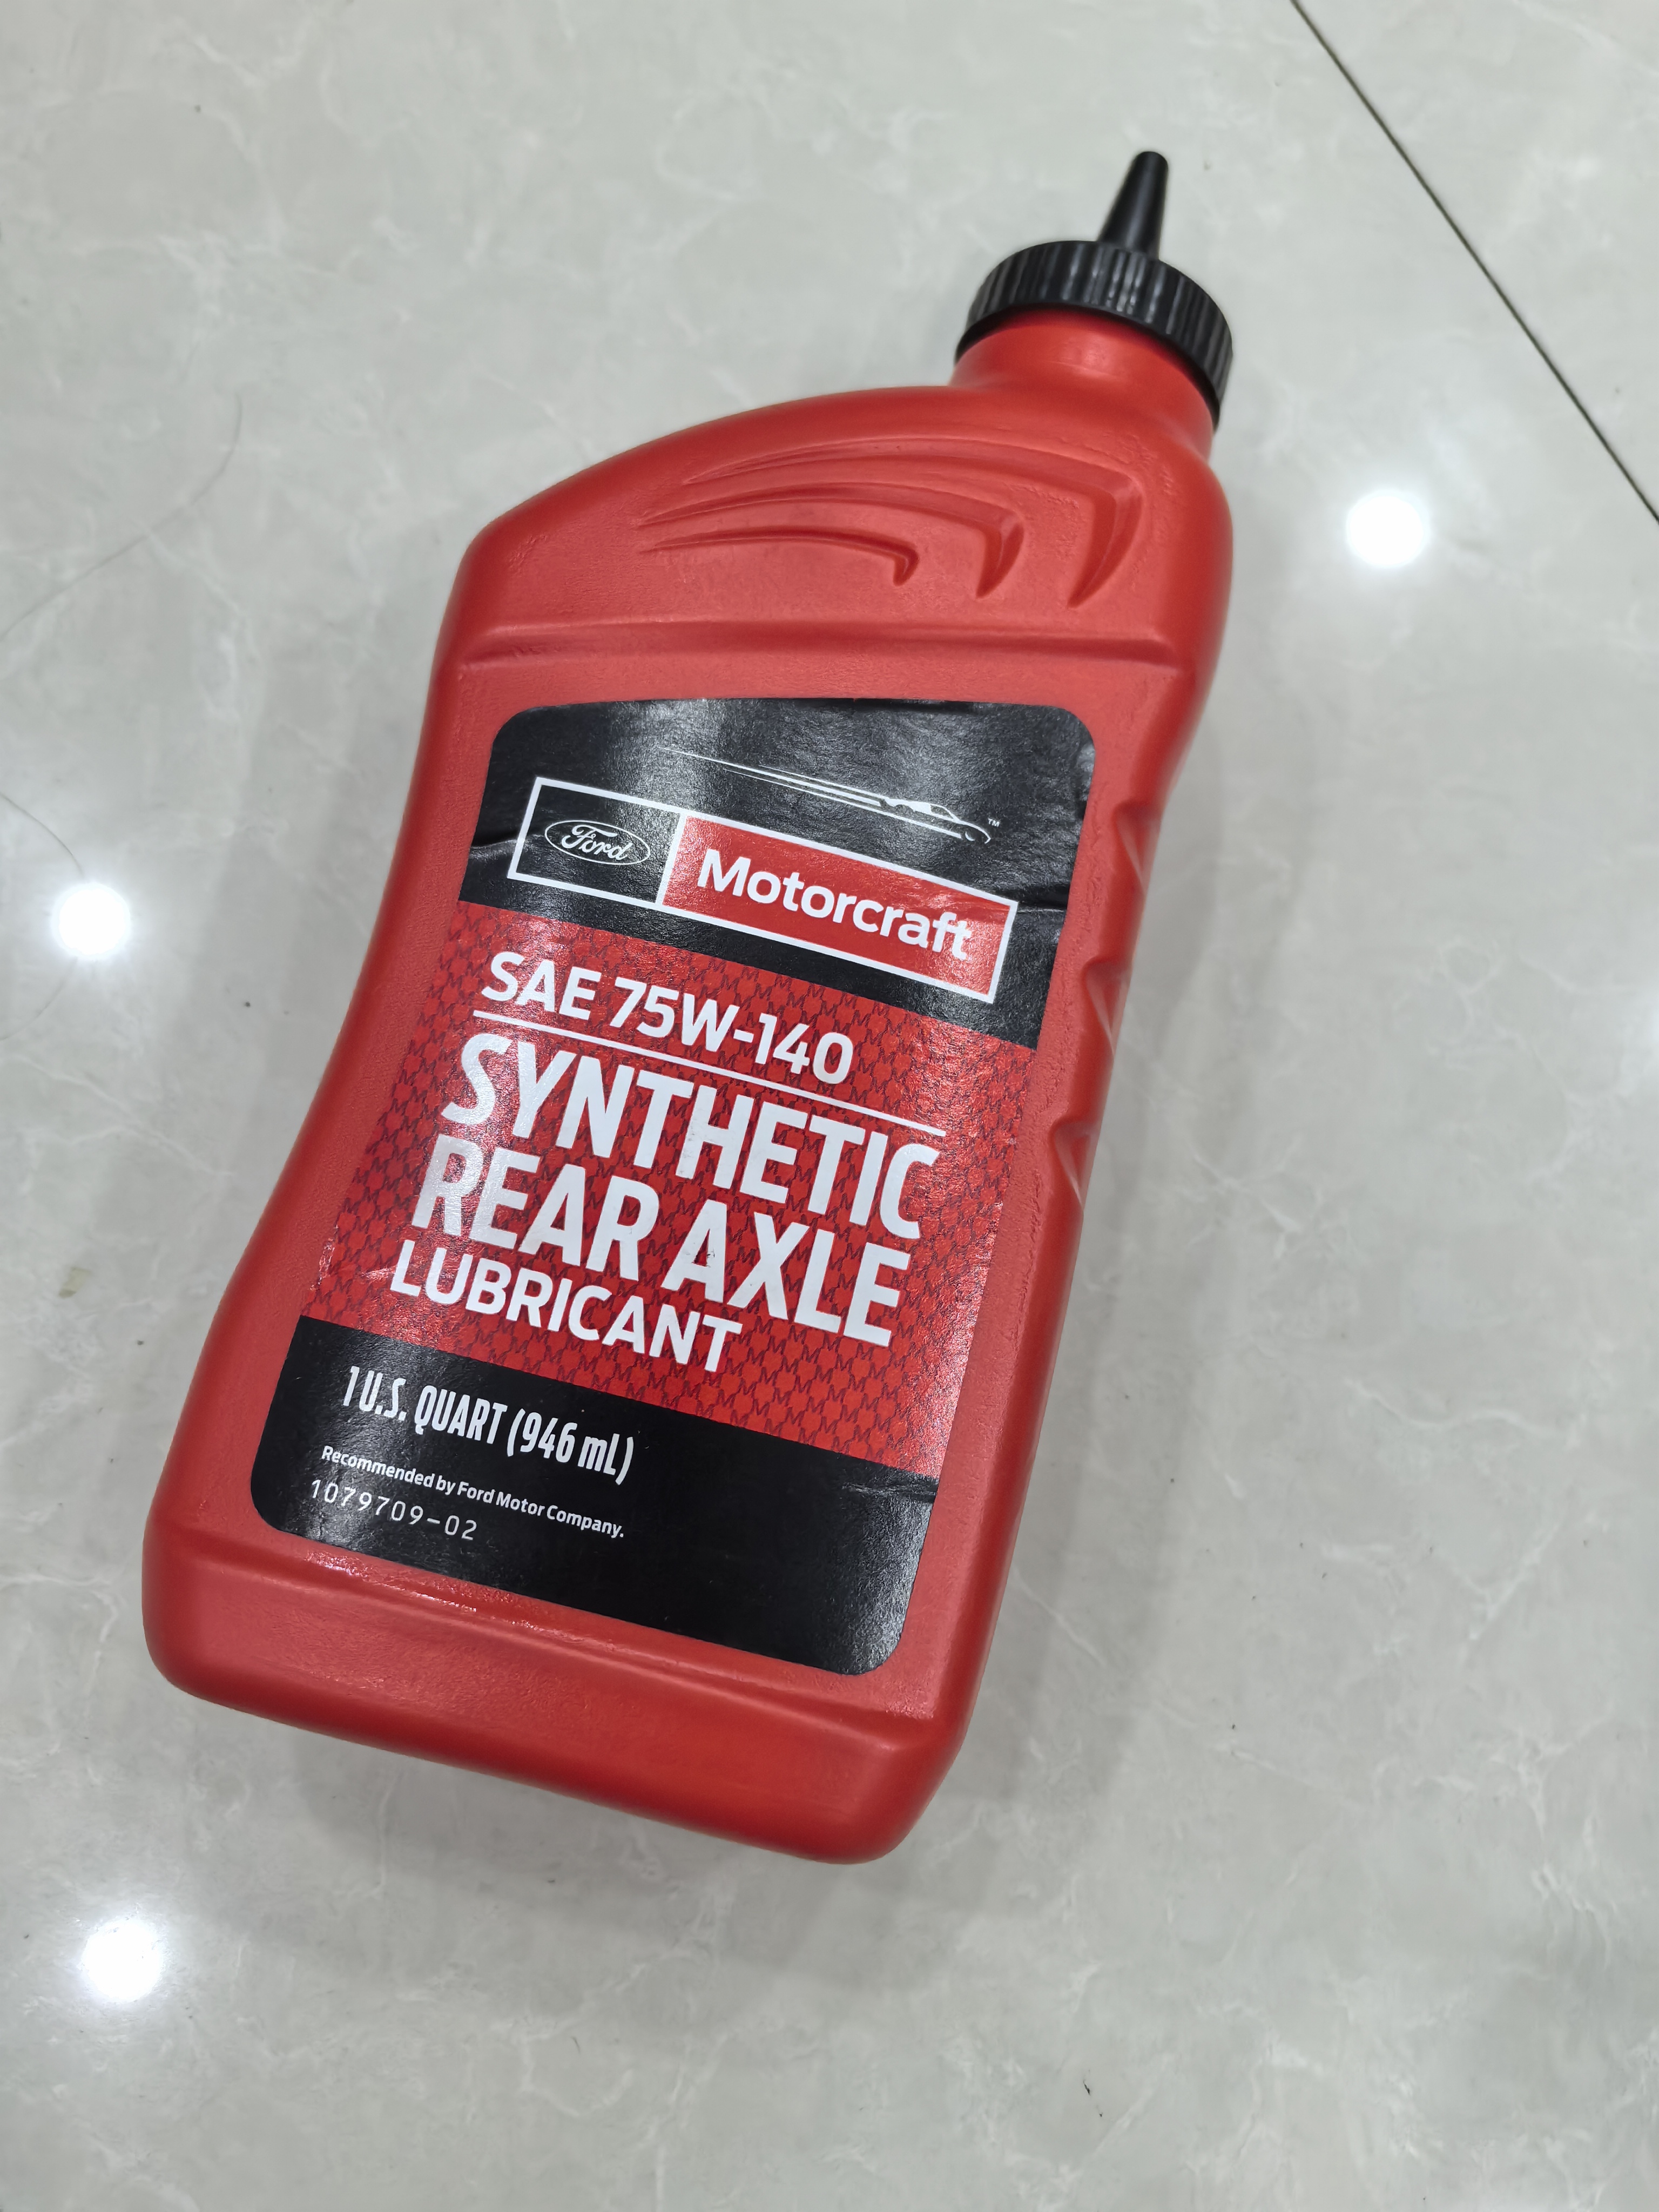 ™
Ford
Motorcraft
SAE 75W-140
SYNTHETIC
REAR AXLE
LUBRICANT
1 U.S. QUART (946 mL)
Recommended by Ford Motor Company.
1079709-02